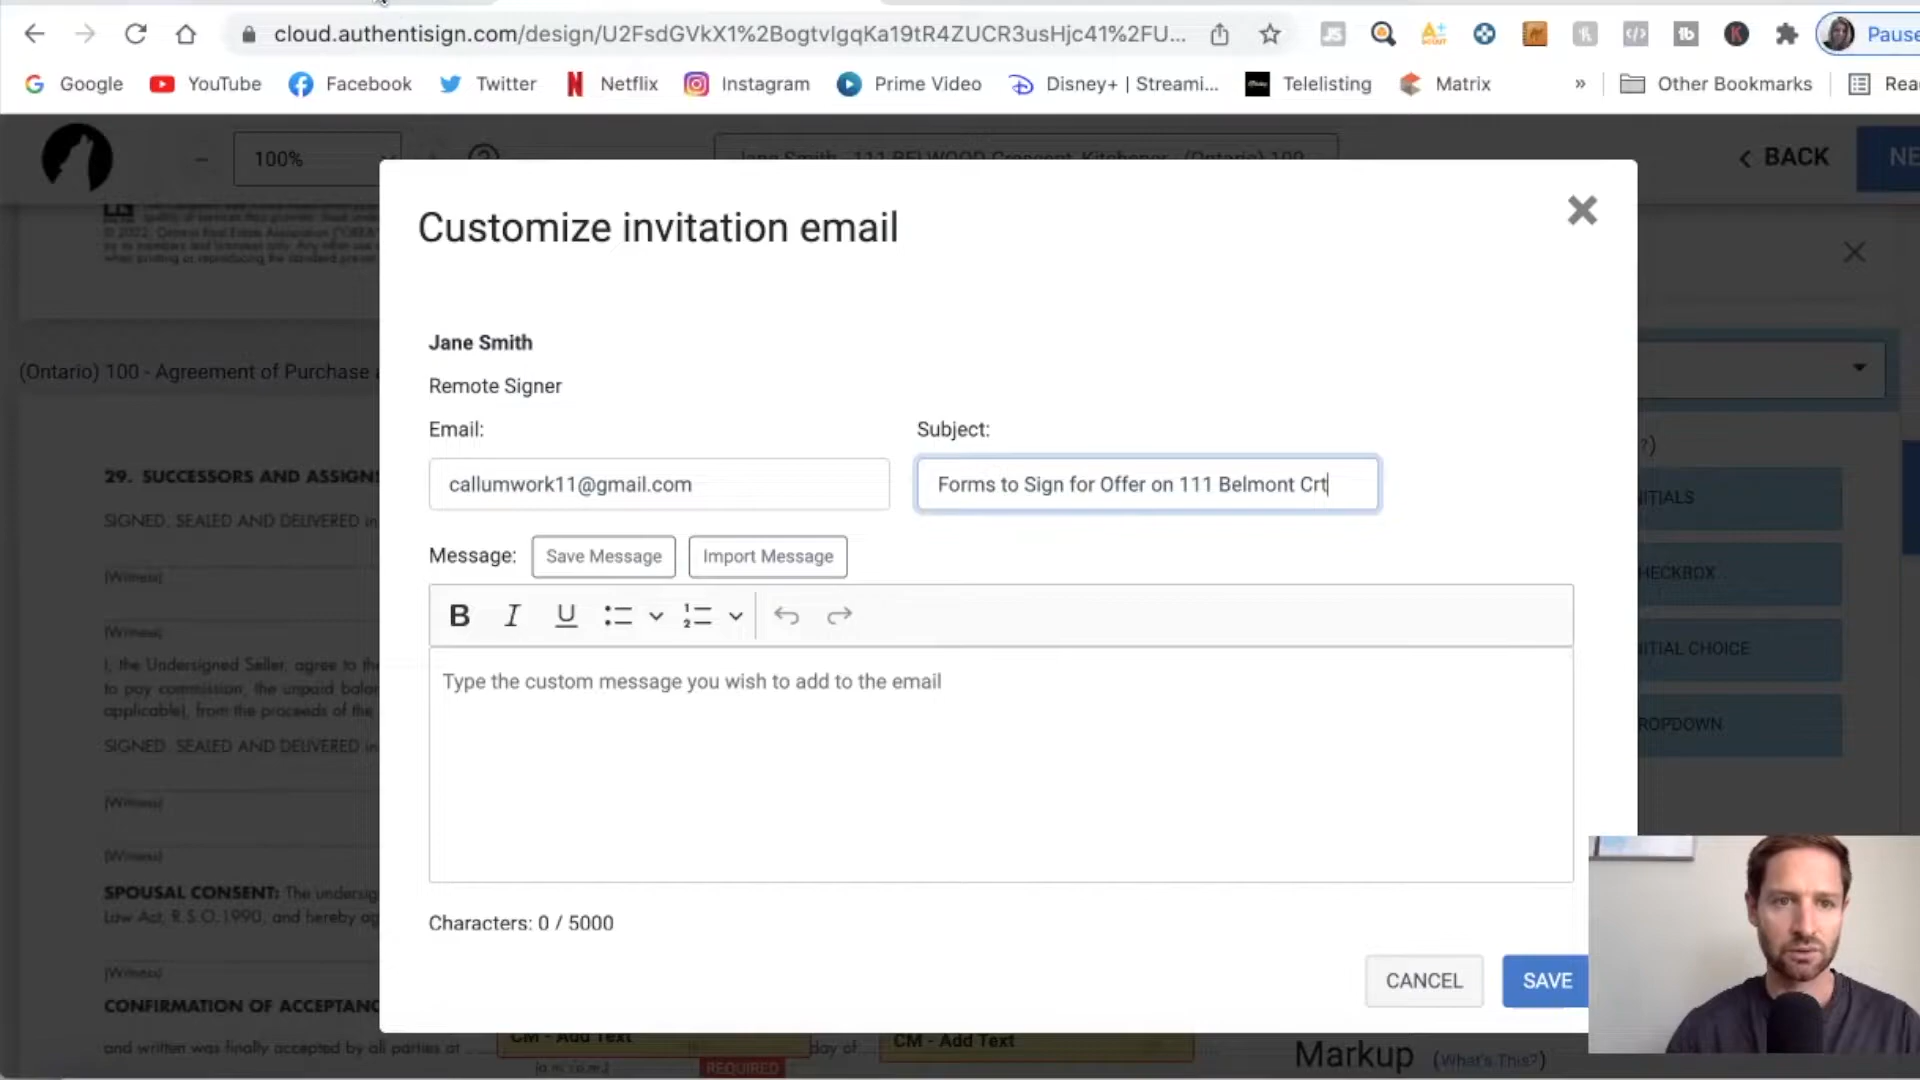 cloud.authentisign.com/design/U2FsdGVkX1%2BogtvIgqKa19tR4ZUCR3usHjc41%2FU...
Pause
Google YouTube Facebook Twitter Netflix Instagram Prime Video Disney+ | Streami... Telelisting Matrix » Other Bookmarks Rea
100%
Jane Smith - 111 BELWOOD Crescent, Kitchener - (Ontario) 100
BACK
NE
Customize invitation email
Jane Smith
Remote Signer
(Ontario) 100 - Agreement of Purchase a
Email:
Subject:
callumwork11@gmail.com
Forms to Sign for Offer on 111 Belmont Crt
29. SUCCESSORS AND ASSIGNS
SIGNED, SEALED AND DELIVERED in
Message:
Save Message
Import Message
B I U
Type the custom message you wish to add to the email
(Witness)
(Witness)
I, the Undersigned Seller, agree to the
to pay commission, the unpaid balan
applicable), from the proceeds of the
SIGNED, SEALED AND DELIVERED in
(Witness)
(Witness)
SPOUSAL CONSENT: The undersig
Law Act, R.S.O.1990, and hereby ag
(Witness)
CONFIRMATION OF ACCEPTANC
and written was finally accepted by all parties at
CM - Add Text
(a.m./p.m.)
REQUIRED
day of
CM - Add Text
Characters: 0 / 5000
CANCEL
SAVE
?)
ITIALS
HECKBOX
NITIAL CHOICE
ROPDOWN
Markup (What's This?)